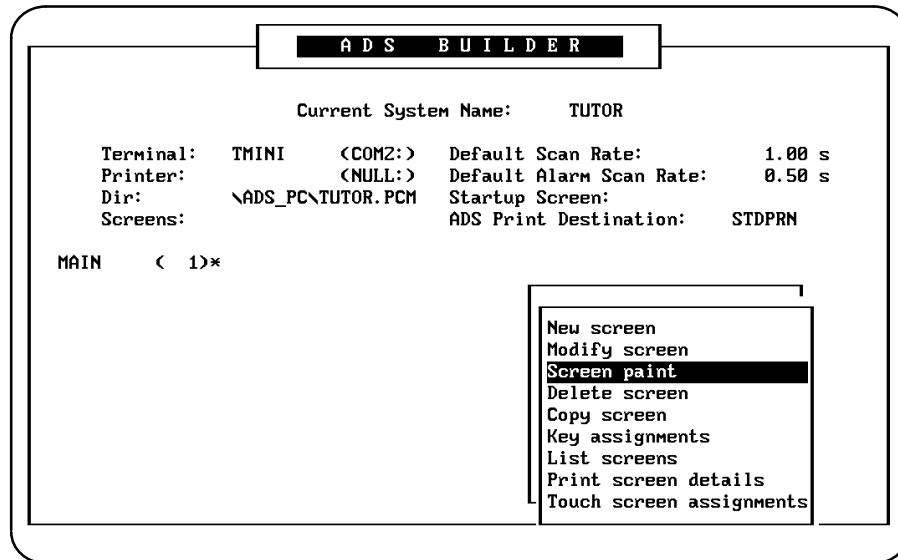 ADS BUILDER
Current System Name: TUTOR
Terminal: TMINI (COM2:) Default Scan Rate: 1.00 s
Printer: (NULL:) Default Alarm Scan Rate: 0.50 s
Dir: \ADS_PC\TUTOR.PCM Startup Screen:
Screens: ADS Print Destination: STDPRN
MAIN ( 1)*
New screen
Modify screen
Screen paint
Delete screen
Copy screen
Key assignments
List screens
Print screen details
Touch screen assignments